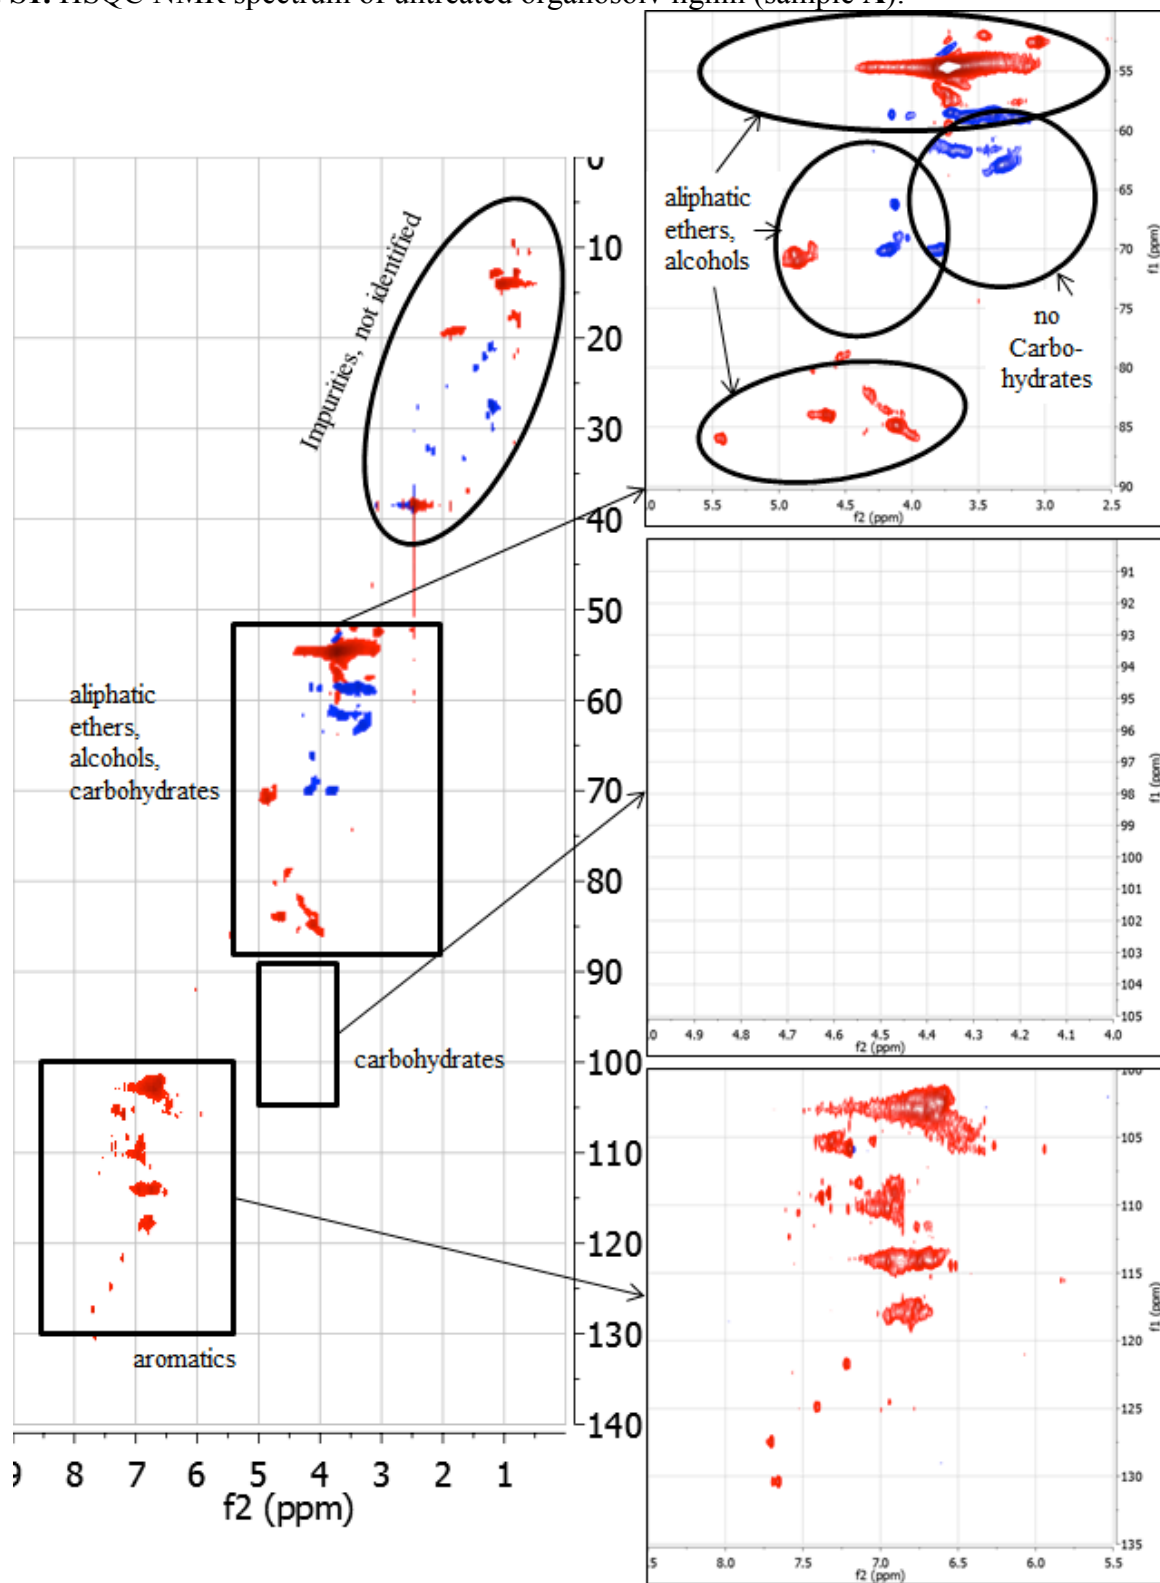 S1. HSQC NMR spectrum of untreated organosolv lignin (sample A).
0
10
20
30
40
50
60
70
80
90
100
110
120
130
140
9 8 7 6 5 4 3 2 1
f2 (ppm)
Impurities, not identified
aliphatic
ethers,
alcohols,
carbohydrates
carbohydrates
aromatics
aliphatic
ethers,
alcohols
no
Carbo-
hydrates
55
60
65
70
75
80
85
90
f1 (ppm)
.0 5.5 5.0 4.5 4.0 3.5 3.0 2.5
f2 (ppm)
91
92
93
94
95
96
97
98
99
100
101
102
103
104
105
f1 (ppm)
.0 4.9 4.8 4.7 4.6 4.5 4.4 4.3 4.2 4.1 4.0
f2 (ppm)
100
105
110
115
120
125
130
135
f1 (ppm)
.5 8.0 7.5 7.0 6.5 6.0 5.5
f2 (ppm)